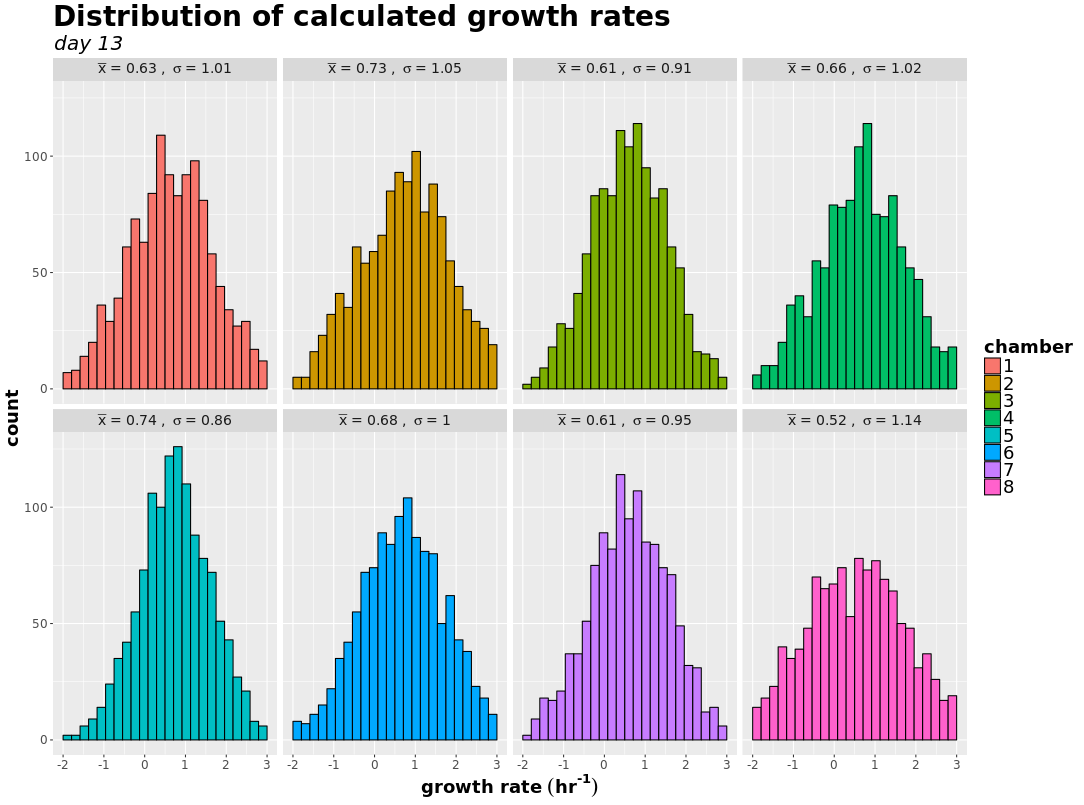 Distribution of calculated growth rates
day 13
x̅ = 0.63 , σ = 1.01
x̅ = 0.73 , σ = 1.05
x̅ = 0.61 , σ = 0.91
x̅ = 0.66 , σ = 1.02
100
50
0
x̅ = 0.74 , σ = 0.86
x̅ = 0.68 , σ = 1
x̅ = 0.61 , σ = 0.95
x̅ = 0.52 , σ = 1.14
100
50
0
-2 -1 0 1 2 3
-2 -1 0 1 2 3
-2 -1 0 1 2 3
-2 -1 0 1 2 3
count
growth rate (hr⁻¹)
chamber
1
2
3
4
5
6
7
8